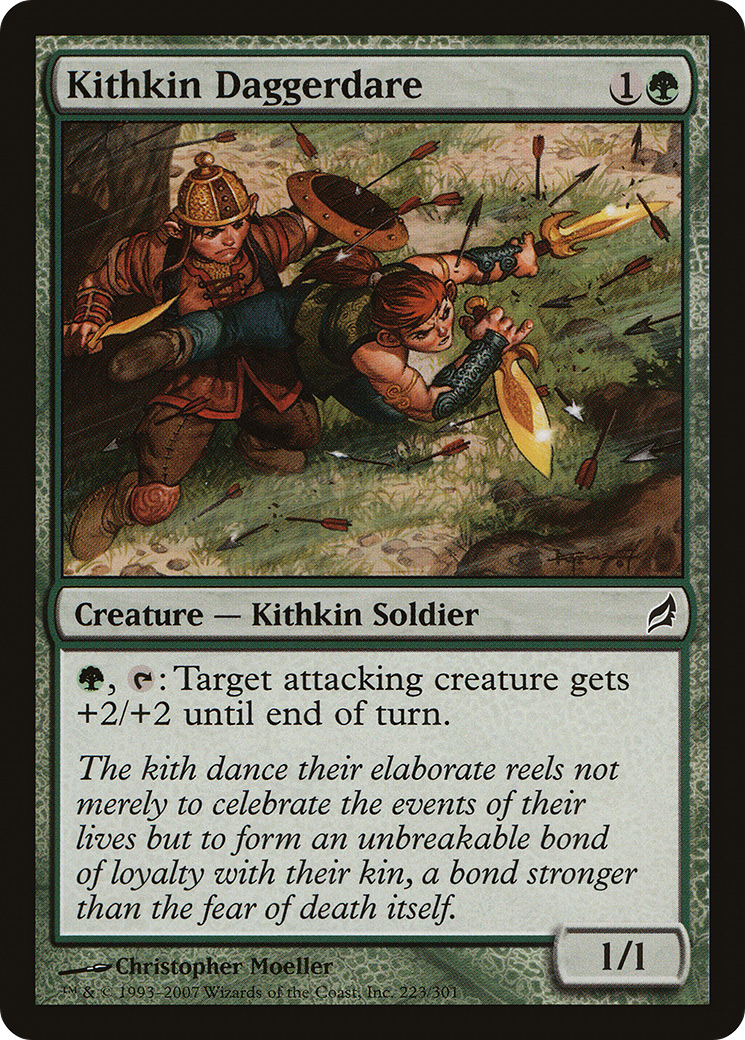 Kithkin Daggerdare 1
Creature — Kithkin Soldier
, : Target attacking creature gets
+2/+2 until end of turn.
The kith dance their elaborate reels not
merely to celebrate the events of their
lives but to form an unbreakable bond
of loyalty with their kin, a bond stronger
than the fear of death itself.
1/1
Christopher Moeller
™ & © 1993–2007 Wizards of the Coast, Inc. 223/301